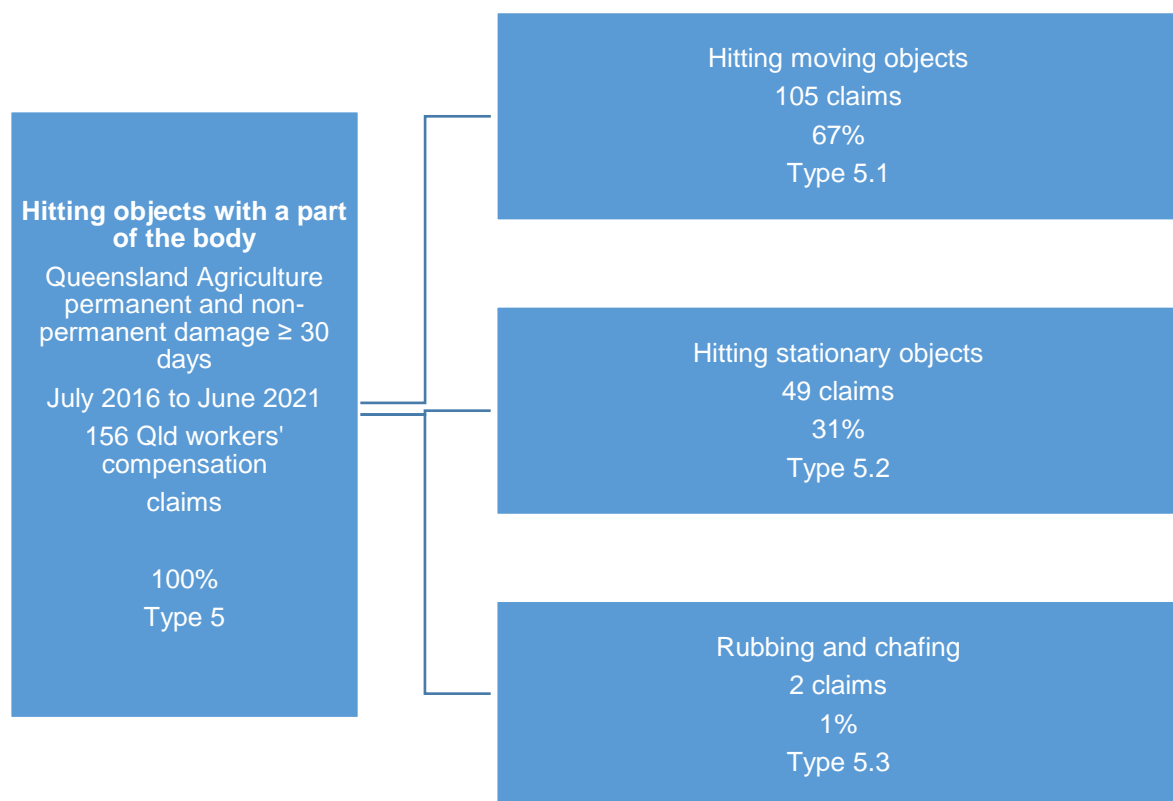 Hitting objects with a part
of the body
Queensland Agriculture
permanent and non-
permanent damage ≥ 30
days
July 2016 to June 2021
156 Qld workers'
compensation
claims
100%
Type 5
Hitting moving objects
105 claims
67%
Type 5.1
Hitting stationary objects
49 claims
31%
Type 5.2
Rubbing and chafing
2 claims
1%
Type 5.3